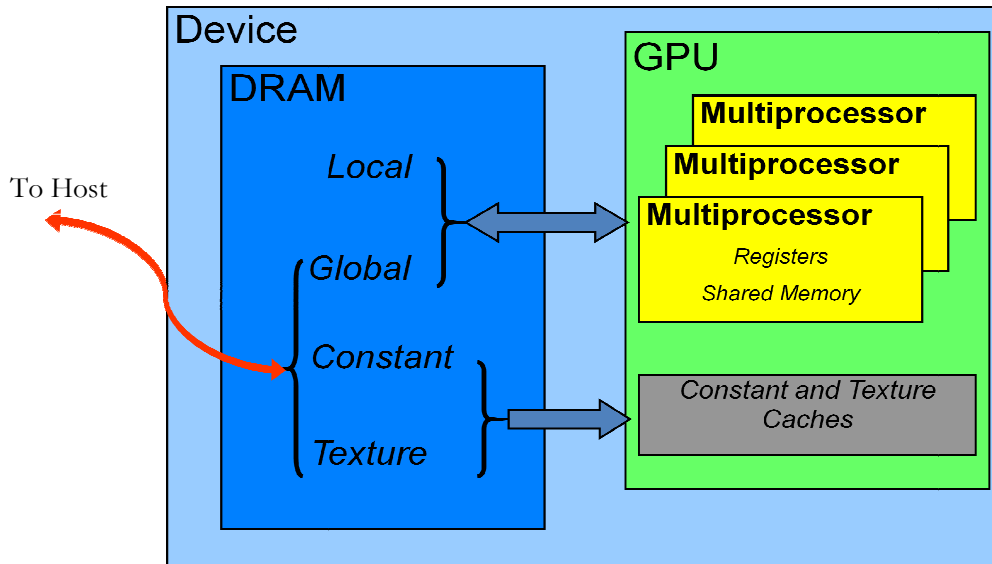 Device
GPU
DRAM
Multiprocessor
Multiprocessor
Local
To Host
Multiprocessor
Registers
Global
Shared Memory
Constant
Constant and Texture
Caches
Texture